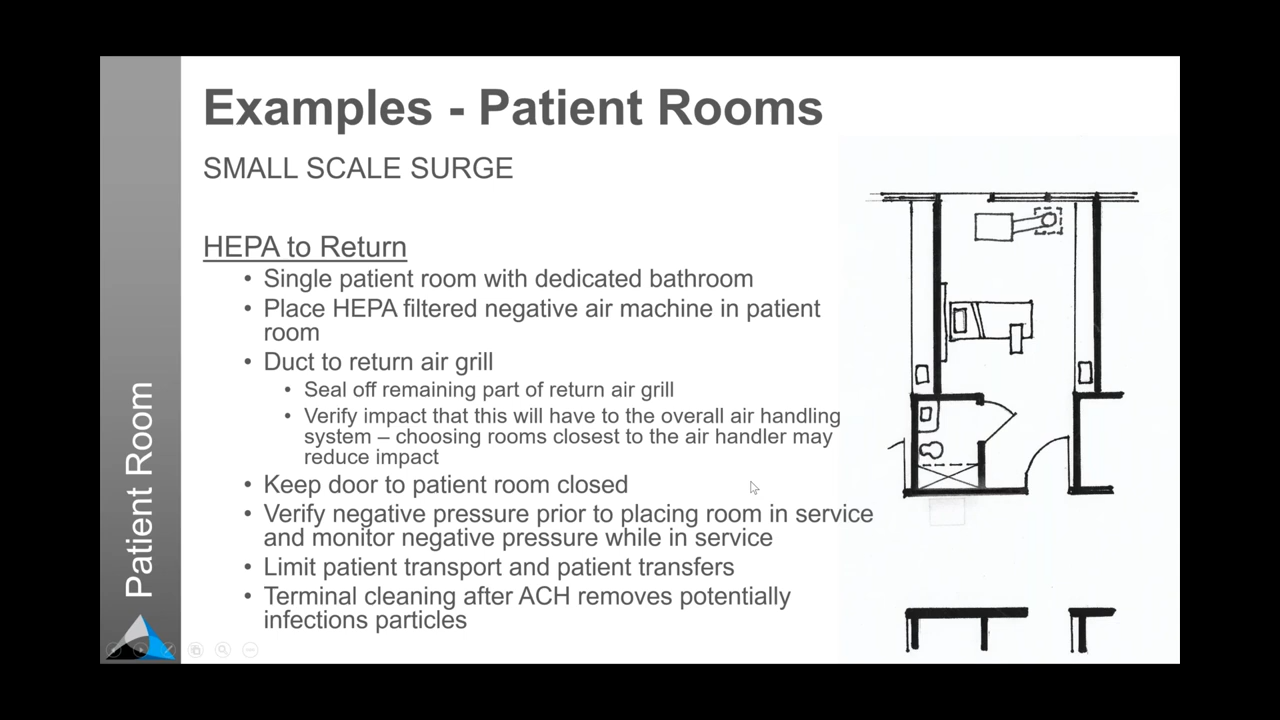 Examples - Patient Rooms
SMALL SCALE SURGE
HEPA to Return
• Single patient room with dedicated bathroom
• Place HEPA filtered negative air machine in patient
room
• Duct to return air grill
• Seal off remaining part of return air grill
• Verify impact that this will have to the overall air handling
system – choosing rooms closest to the air handler may
reduce impact
• Keep door to patient room closed
• Verify negative pressure prior to placing room in service
and monitor negative pressure while in service
• Limit patient transport and patient transfers
• Terminal cleaning after ACH removes potentially
infections particles
Patient Room